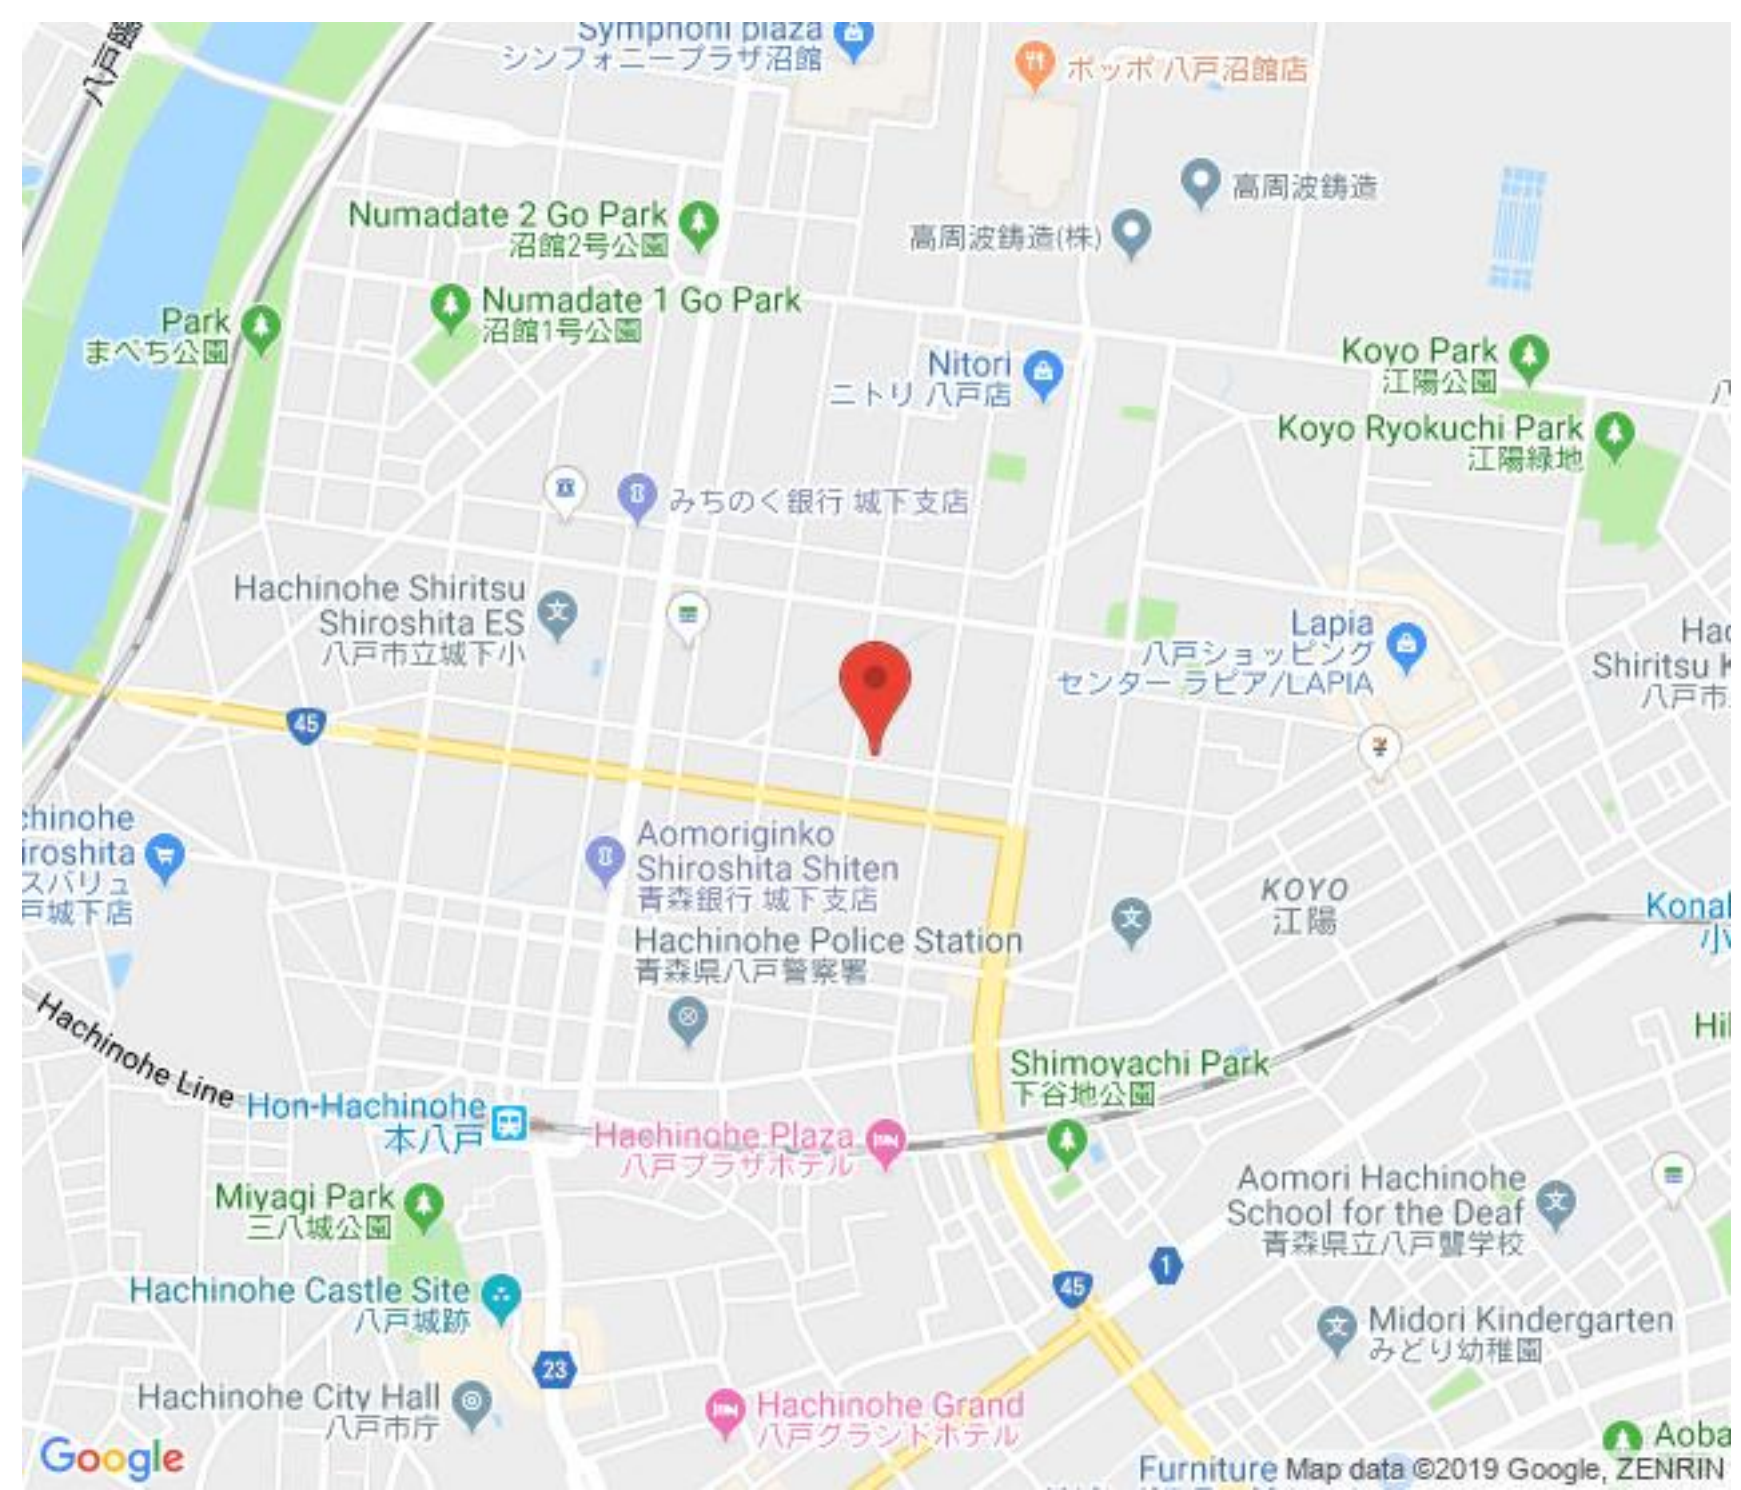 Symphoni plaza
シンフォニープラザ沼館
ポッポ 八戸沼館店
高周波鋳造
高周波鋳造(株)
Numadate 2 Go Park
沼館2号公園
Numadate 1 Go Park
沼館1号公園
Park
まべち公園
Nitori
ニトリ 八戸店
Koyo Park
江陽公園
Koyo Ryokuchi Park
江陽緑地
みちのく銀行 城下支店
Hachinohe Shiritsu
Shiroshita ES
八戸市立城下小
Lapia
八戸ショッピング
センター ラピア/LAPIA
Shiritsu
八戸市
45
Aomoriginko
Shiroshita Shiten
青森銀行 城下支店
Hachinohe Police Station
青森県八戸警察署
KOYO
江陽
戸城下店
Hachinohe Line
Hon-Hachinohe
本八戸
Hachinohe Plaza
八戸プラザホテル
Shimoyachi Park
下谷地公園
Miyagi Park
三八城公園
Aomori Hachinohe
School for the Deaf
青森県立八戸聾学校
Hachinohe Castle Site
八戸城跡
45
1
Midori Kindergarten
みどり幼稚園
23
Hachinohe City Hall
八戸市庁
Hachinohe Grand
八戸グランドホテル
Aoba
Google
Furniture
Map data ©2019 Google, ZENRIN